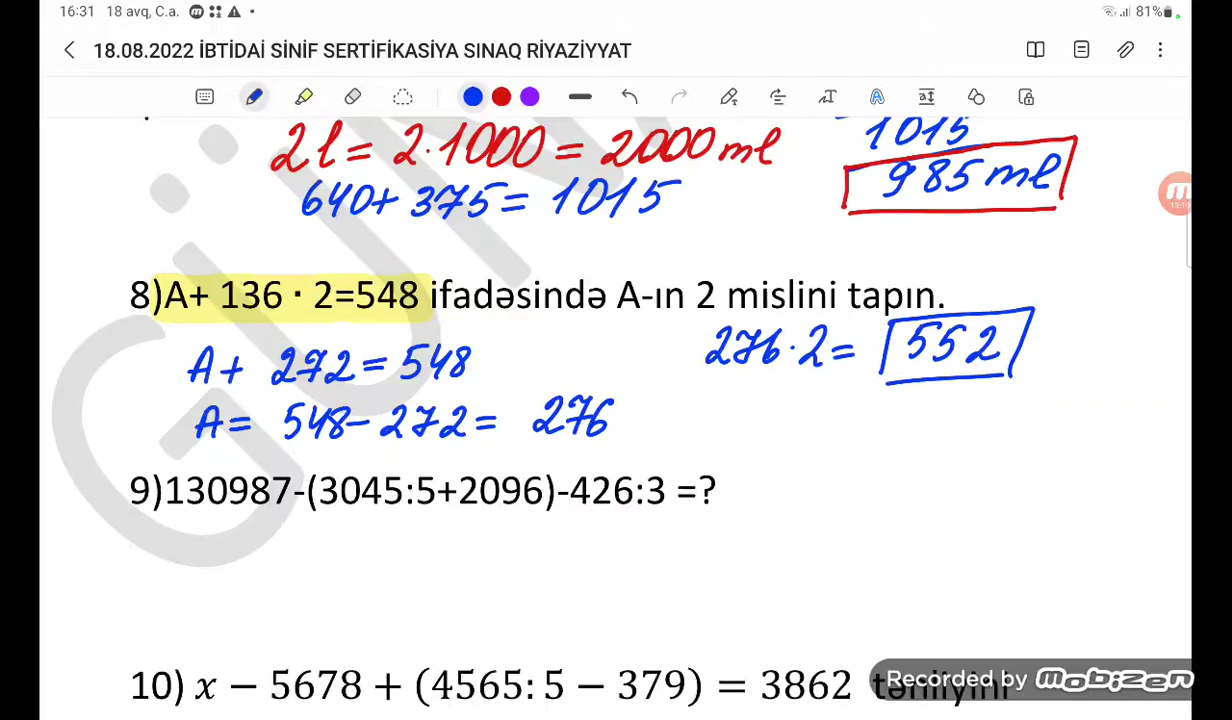 16:31 18 avq, C.a. 81%
18.08.2022 İBTİDAİ SİNİF SERTİFİKASİYA SINAQ RİYAZİYYAT
2l = 2·1000 = 2000 ml
1015
640+ 375 = 1015
985 ml
8)A+ 136 · 2=548 ifadəsində A-ın 2 mislini tapın.
276·2= 552
A+ 272 = 548
A= 548-272= 276
9)130987-(3045:5+2096)-426:3 =?
10) x − 5678 + (4565: 5 − 379) = 3862 tənliyini
Recorded by mobizen
GÜN